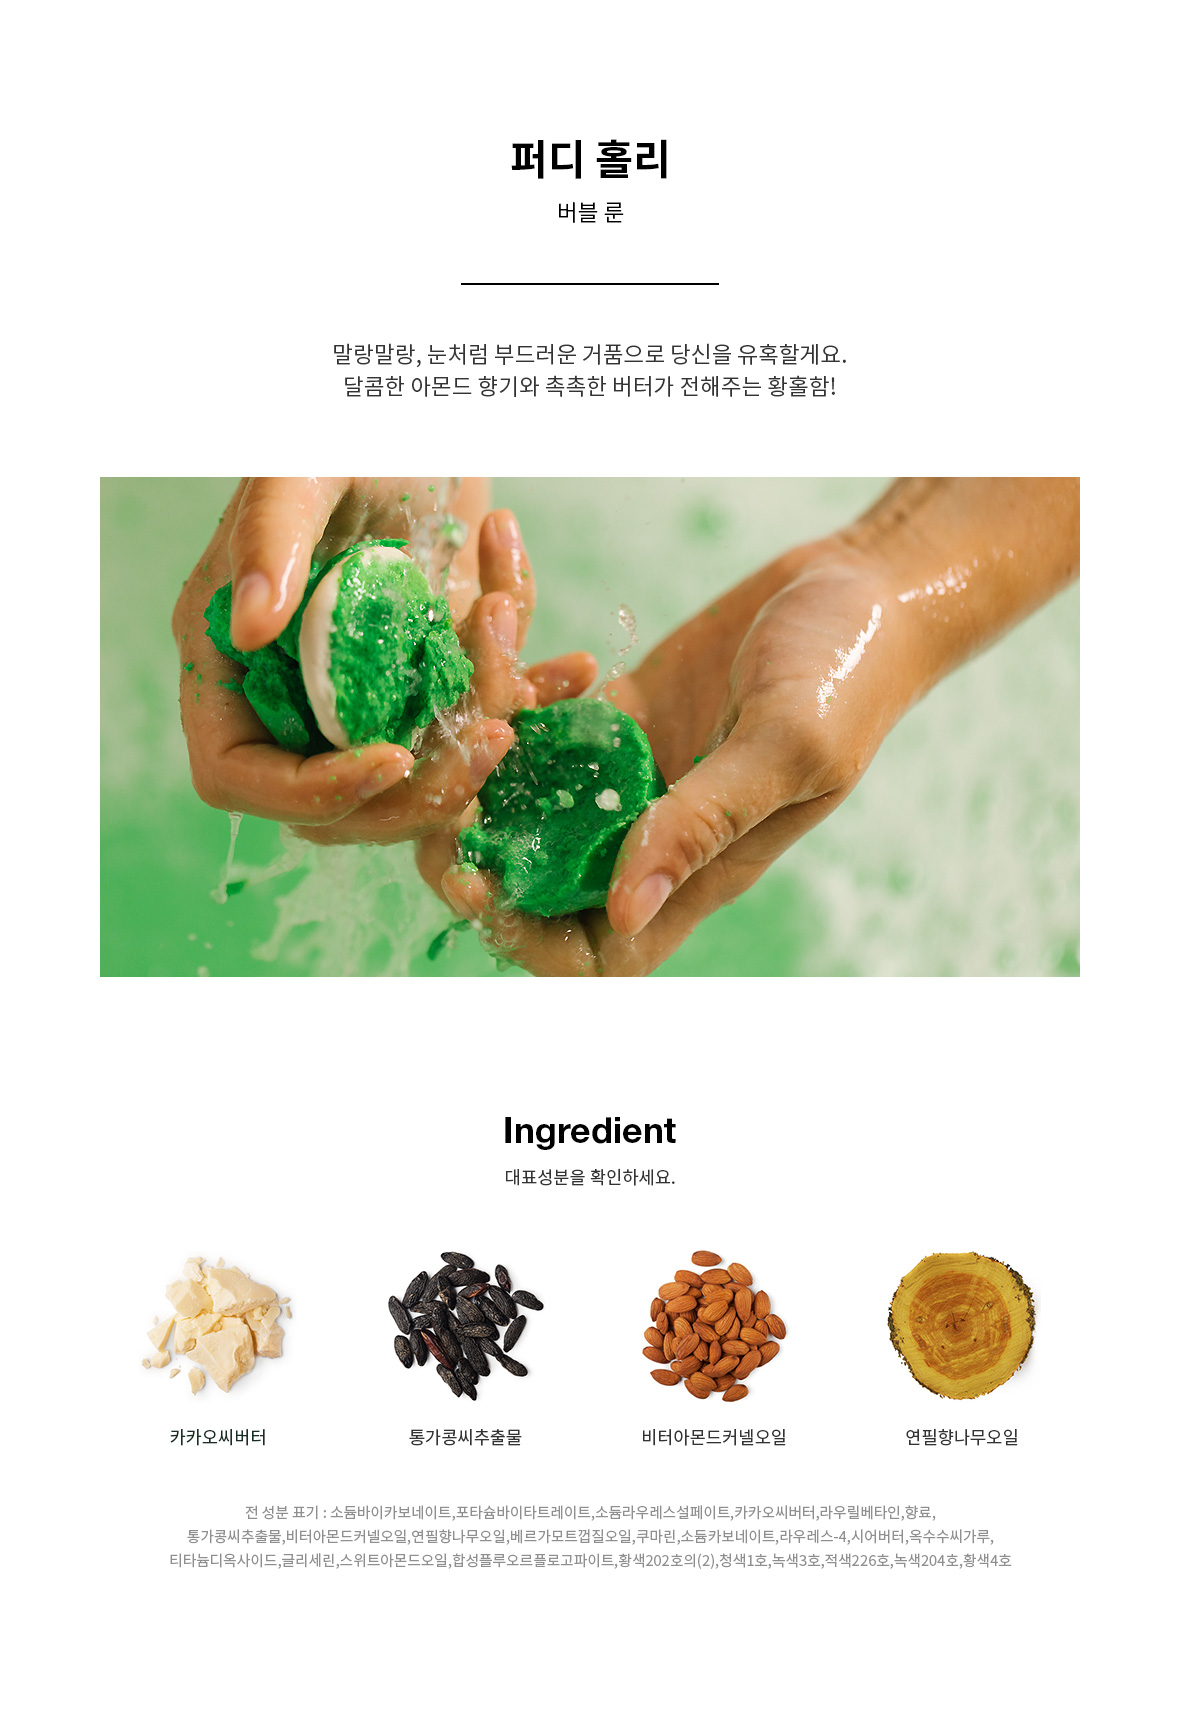 퍼디 홀리
버블 룬
말랑말랑, 눈처럼 부드러운 거품으로 당신을 유혹할게요.
달콤한 아몬드 향기와 촉촉한 버터가 전해주는 황홀함!
Ingredient
대표성분을 확인하세요.
카카오씨버터
통가콩씨추출물
비터아몬드커넬오일
연필향나무오일
전 성분 표기 : 소듐바이카보네이트,포타슘바이타트레이트,소듐라우레스설페이트,카카오씨버터,라우릴베타인,향료,
통가콩씨추출물,비터아몬드커넬오일,연필향나무오일,베르가모트껍질오일,쿠마린,소듐카보네이트,라우레스-4,시어버터,옥수수씨가루,
티타늄디옥사이드,글리세린,스위트아몬드오일,합성플루오르플로고파이트,황색202호의(2),청색1호,녹색3호,적색226호,녹색204호,황색4호